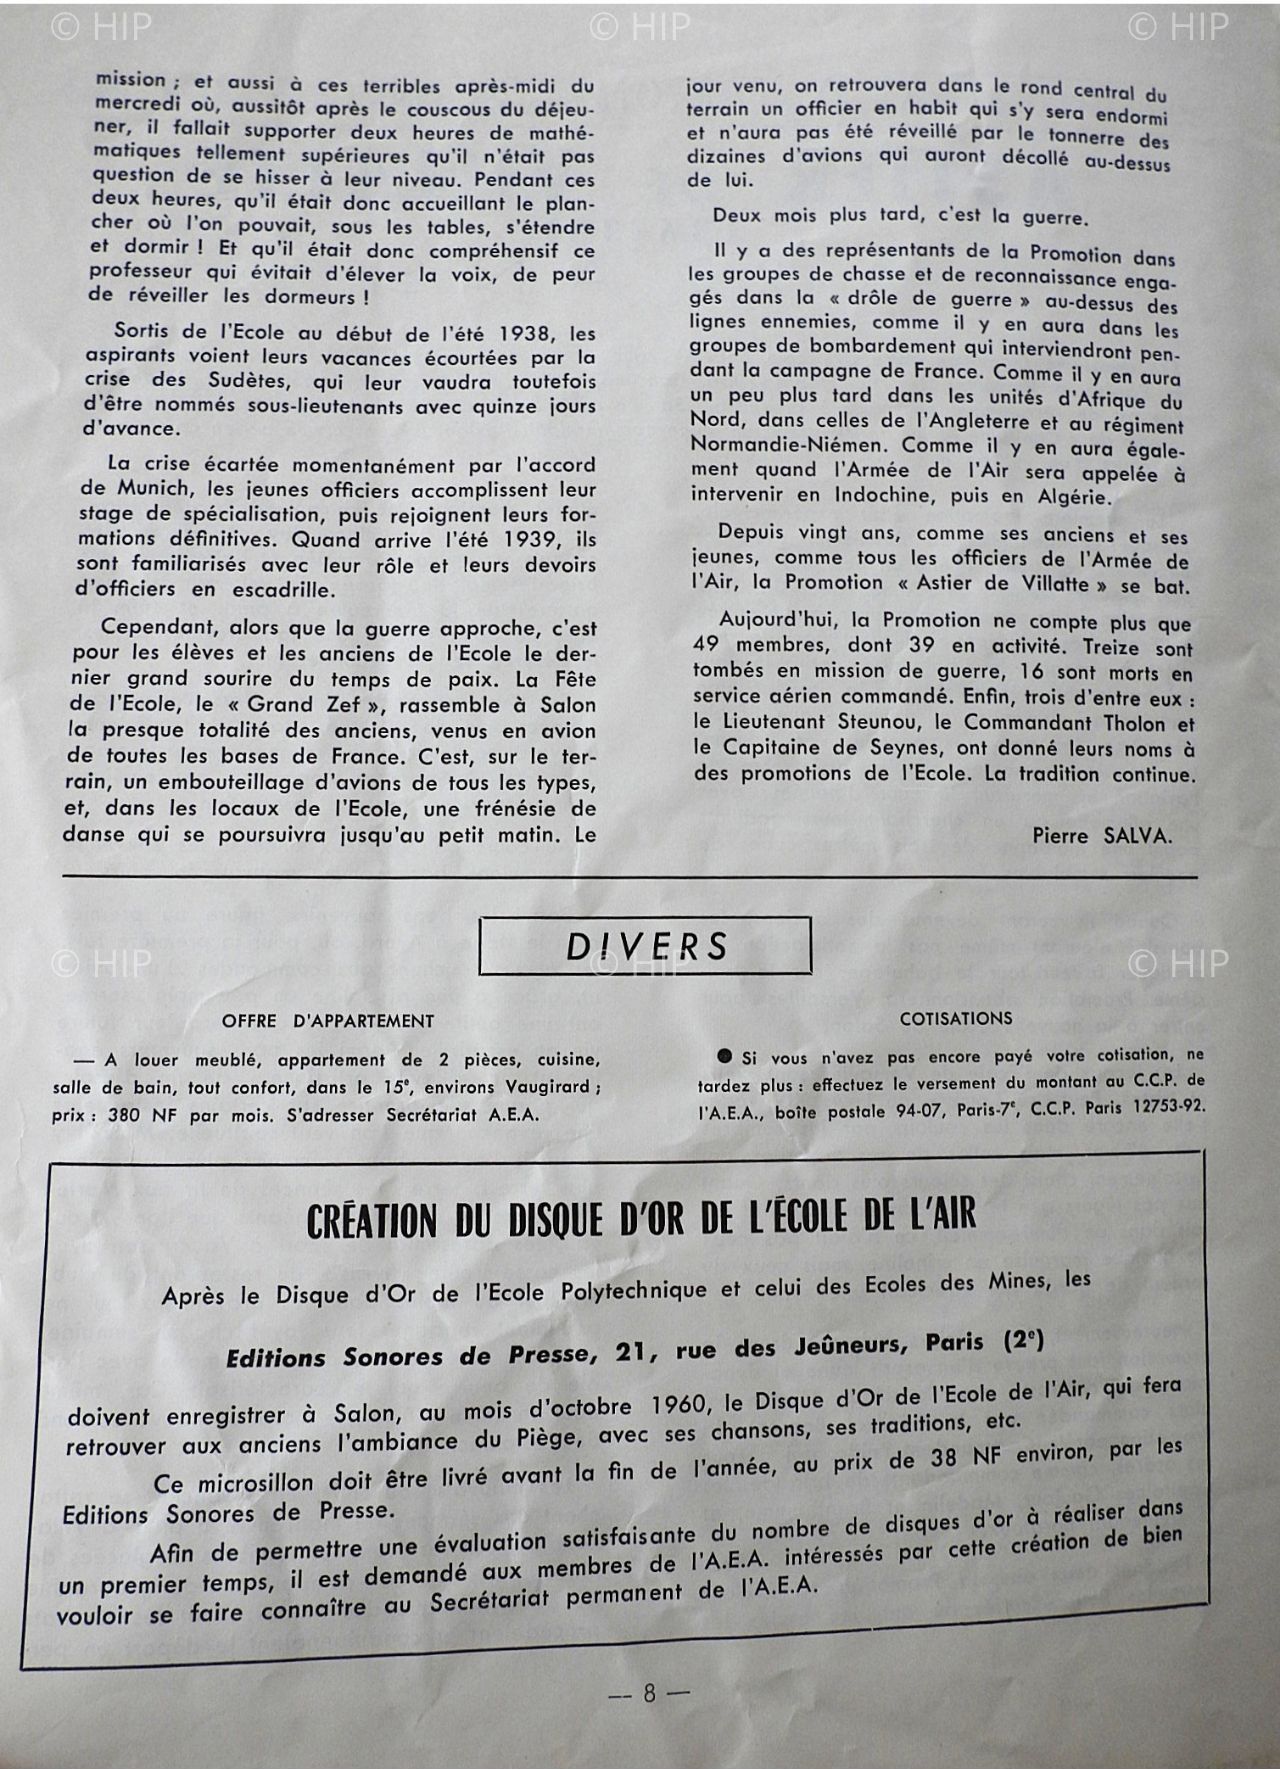 © HIP © HIP © HIP
mission ; et aussi à ces terribles après-midi du
mercredi où, aussitôt après le couscous du déjeu-
ner, il fallait supporter deux heures de mathé-
matiques tellement supérieures qu'il n'était pas
question de se hisser à leur niveau. Pendant ces
deux heures, qu'il était donc accueillant le plan-
cher où l'on pouvait, sous les tables, s'étendre
et dormir ! Et qu'il était donc compréhensif ce
professeur qui évitait d'élever la voix, de peur
de réveiller les dormeurs !
Sortis de l'Ecole au début de l'été 1938, les
aspirants voient leurs vacances écourtées par la
crise des Sudètes, qui leur vaudra toutefois
d'être nommés sous-lieutenants avec quinze jours
d'avance.
La crise écartée momentanément par l'accord
de Munich, les jeunes officiers accomplissent leur
stage de spécialisation, puis rejoignent leurs for-
mations définitives. Quand arrive l'été 1939, ils
sont familiarisés avec leur rôle et leurs devoirs
d'officiers en escadrille.
Cependant, alors que la guerre approche, c'est
pour les élèves et les anciens de l'Ecole le der-
nier grand sourire du temps de paix. La Fête
de l'Ecole, le « Grand Zef », rassemble à Salon
la presque totalité des anciens, venus en avion
de toutes les bases de France. C'est, sur le ter-
rain, un embouteillage d'avions de tous les types,
et, dans les locaux de l'Ecole, une frénésie de
danse qui se poursuivra jusqu'au petit matin. Le
jour venu, on retrouvera dans le rond central du
terrain un officier en habit qui s'y sera endormi
et n'aura pas été réveillé par le tonnerre des
dizaines d'avions qui auront décollé au-dessus
de lui.
Deux mois plus tard, c'est la guerre.
Il y a des représentants de la Promotion dans
les groupes de chasse et de reconnaissance enga-
gés dans la « drôle de guerre » au-dessus des
lignes ennemies, comme il y en aura dans les
groupes de bombardement qui interviendront pen-
dant la campagne de France. Comme il y en aura
un peu plus tard dans les unités d'Afrique du
Nord, dans celles de l'Angleterre et au régiment
Normandie-Niémen. Comme il y en aura égale-
ment quand l'Armée de l'Air sera appelée à
intervenir en Indochine, puis en Algérie.
Depuis vingt ans, comme ses anciens et ses
jeunes, comme tous les officiers de l'Armée de
l'Air, la Promotion « Astier de Villatte » se bat.
Aujourd'hui, la Promotion ne compte plus que
49 membres, dont 39 en activité. Treize sont
tombés en mission de guerre, 16 sont morts en
service aérien commandé. Enfin, trois d'entre eux :
le Lieutenant Steunou, le Commandant Tholon et
le Capitaine de Seynes, ont donné leurs noms à
des promotions de l'Ecole. La tradition continue.
Pierre SALVA.
DIVERS
© HIP © HIP © HIP
OFFRE D'APPARTEMENT
— A louer meublé, appartement de 2 pièces, cuisine,
salle de bain, tout confort, dans le 15e, environs Vaugirard ;
prix : 380 NF par mois. S'adresser Secrétariat A.E.A.
COTISATIONS
● Si vous n'avez pas encore payé votre cotisation, ne
tardez plus : effectuez le versement du montant au C.C.P. de
l'A.E.A., boîte postale 94-07, Paris-7e, C.C.P. Paris 12753-92.
CRÉATION DU DISQUE D'OR DE L'ÉCOLE DE L'AIR
Après le Disque d'Or de l'Ecole Polytechnique et celui des Ecoles des Mines, les
Editions Sonores de Presse, 21, rue des Jeûneurs, Paris (2e)
doivent enregistrer à Salon, au mois d'octobre 1960, le Disque d'Or de l'Ecole de l'Air, qui fera
retrouver aux anciens l'ambiance du Piège, avec ses chansons, ses traditions, etc.
Ce microsillon doit être livré avant la fin de l'année, au prix de 38 NF environ, par les
Editions Sonores de Presse.
Afin de permettre une évaluation satisfaisante du nombre de disques d'or à réaliser dans
un premier temps, il est demandé aux membres de l'A.E.A. intéressés par cette création de bien
vouloir se faire connaître au Secrétariat permanent de l'A.E.A.
— 8 —